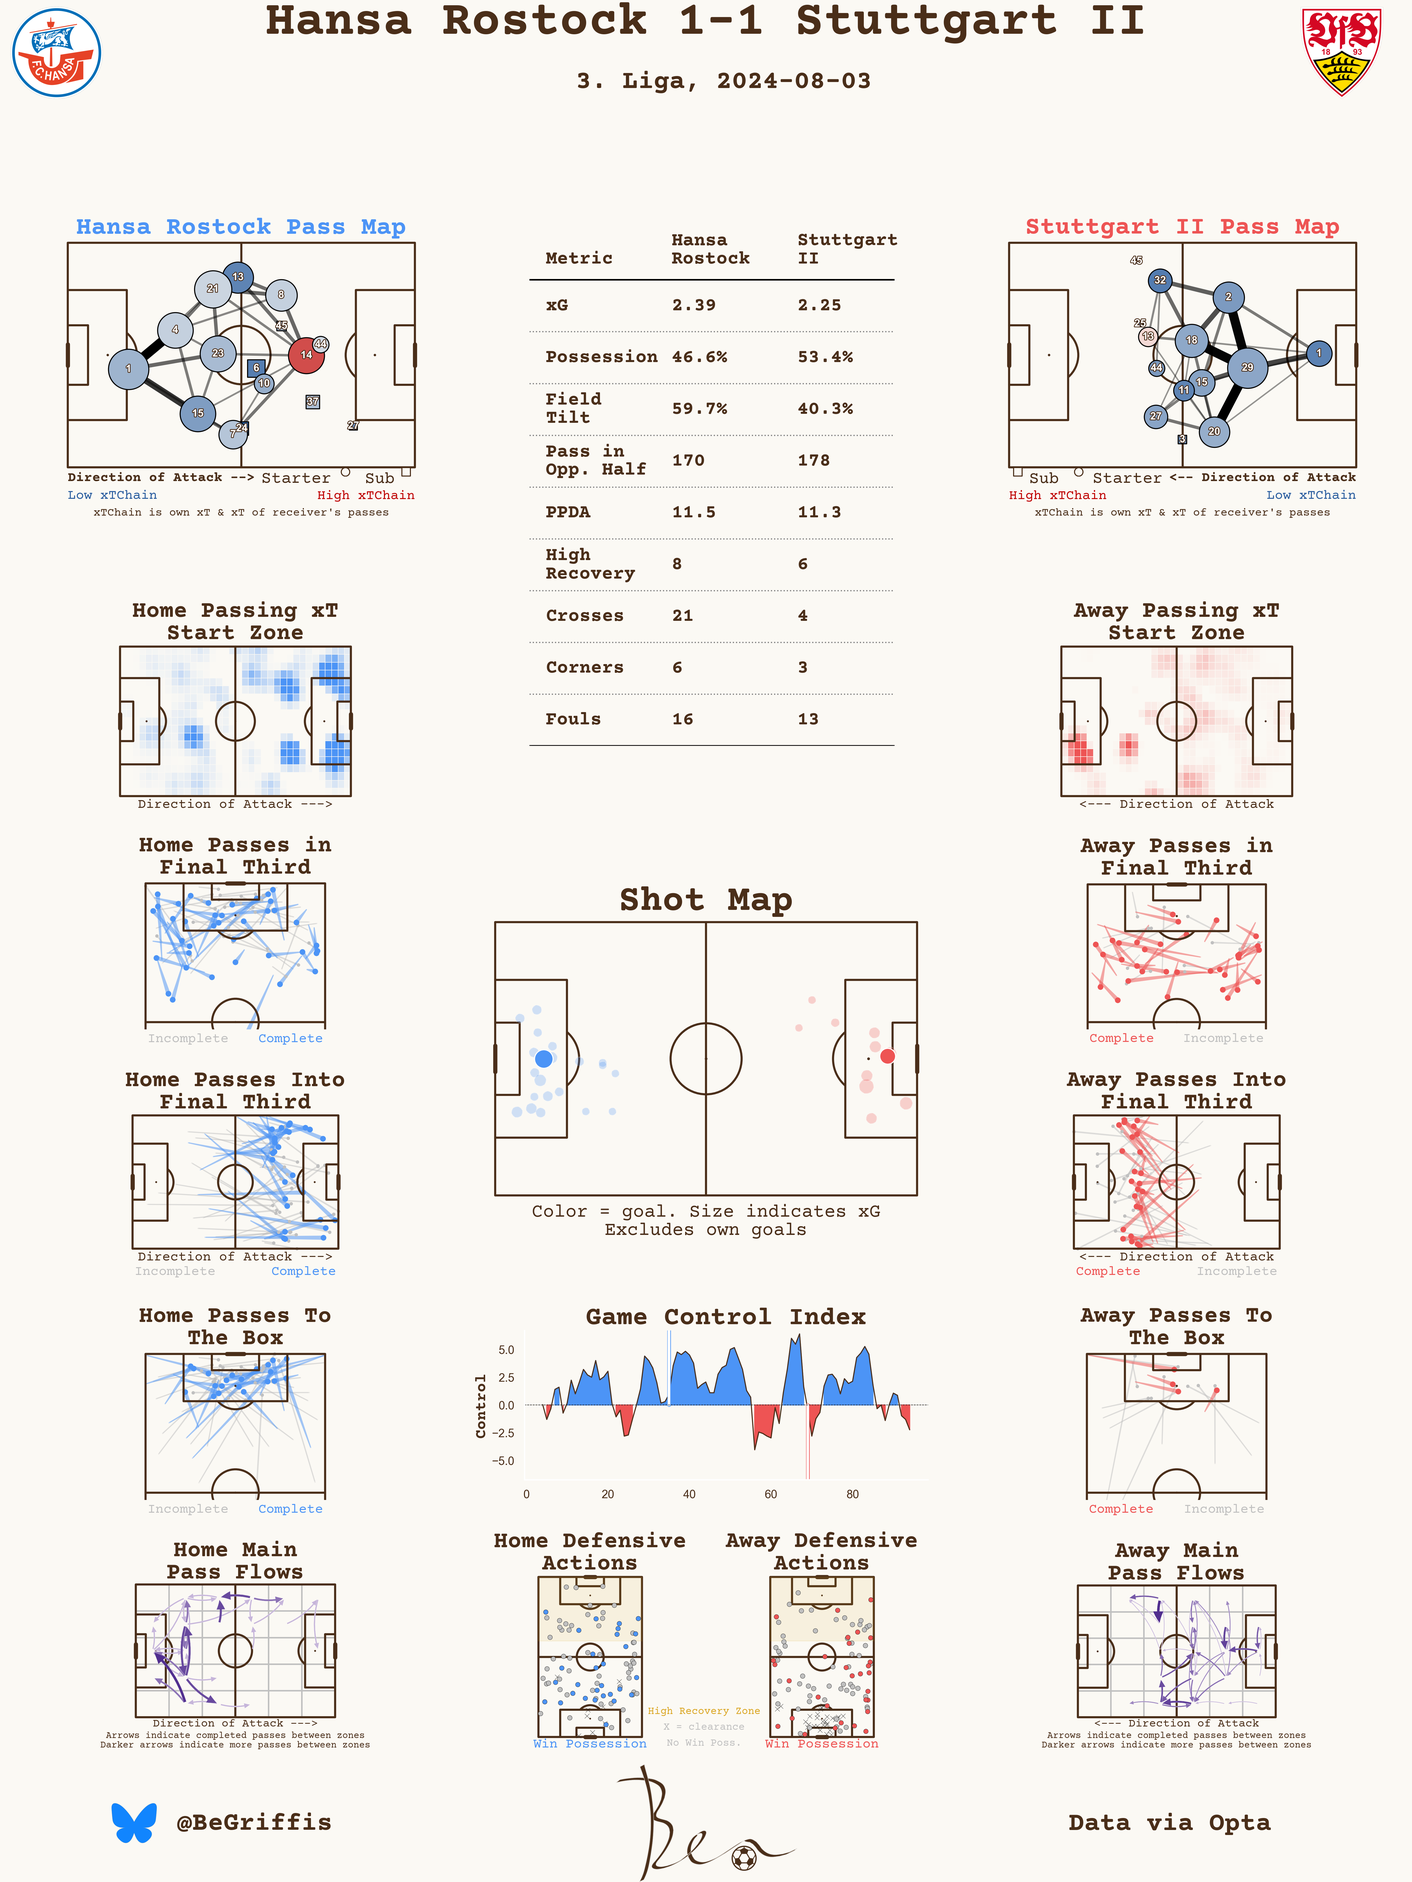 Hansa Rostock 1-1 Stuttgart II
3. Liga, 2024-08-03
F.C. HANSA
VfB
18 93
Hansa Rostock Pass Map
13
21
8
4
45
44
23
14
1
6
10
37
15
24
7
27
Direction of Attack --> Starter Sub
Low xTChain High xTChain
xTChain is own xT & xT of receiver's passes
Metric Hansa Rostock Stuttgart II
xG 2.39 2.25
Possession 46.6% 53.4%
Field Tilt 59.7% 40.3%
Pass in Opp. Half 170 178
PPDA 11.5 11.3
High Recovery 8 6
Crosses 21 4
Corners 6 3
Fouls 16 13
Stuttgart II Pass Map
45
32
2
25
13
18
1
44
29
15
11
27
20
3
Sub Starter <-- Direction of Attack
High xTChain Low xTChain
xTChain is own xT & xT of receiver's passes
Home Passing xT
Start Zone
Direction of Attack --->
Away Passing xT
Start Zone
<--- Direction of Attack
Home Passes in
Final Third
Incomplete Complete
Away Passes in
Final Third
Complete Incomplete
Shot Map
Color = goal. Size indicates xG
Excludes own goals
Home Passes Into
Final Third
Direction of Attack --->
Incomplete Complete
Away Passes Into
Final Third
<--- Direction of Attack
Complete Incomplete
Home Passes To
The Box
Incomplete Complete
Game Control Index
Control
5.0
2.5
0.0
−2.5
−5.0
0 20 40 60 80
Away Passes To
The Box
Complete Incomplete
Home Main
Pass Flows
Direction of Attack --->
Arrows indicate completed passes between zones
Darker arrows indicate more passes between zones
Home Defensive
Actions
Win Possession
High Recovery Zone
X = clearance
No Win Poss.
Away Defensive
Actions
Win Possession
Away Main
Pass Flows
<--- Direction of Attack
Arrows indicate completed passes between zones
Darker arrows indicate more passes between zones
@BeGriffis
Ben
Data via Opta